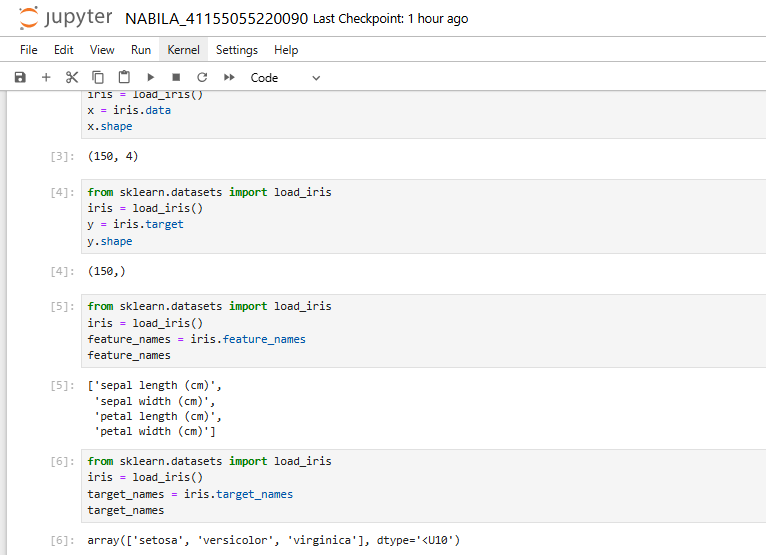 jupyter NABILA_41155055220090 Last Checkpoint: 1 hour ago
File Edit View Run Kernel Settings Help
Code
iris = load_iris()
x = iris.data
x.shape
[3]: (150, 4)
[4]: from sklearn.datasets import load_iris
iris = load_iris()
y = iris.target
y.shape
[4]: (150,)
[5]: from sklearn.datasets import load_iris
iris = load_iris()
feature_names = iris.feature_names
feature_names
[5]: ['sepal length (cm)',
'sepal width (cm)',
'petal length (cm)',
'petal width (cm)']
[6]: from sklearn.datasets import load_iris
iris = load_iris()
target_names = iris.target_names
target_names
[6]: array(['setosa', 'versicolor', 'virginica'], dtype='<U10')